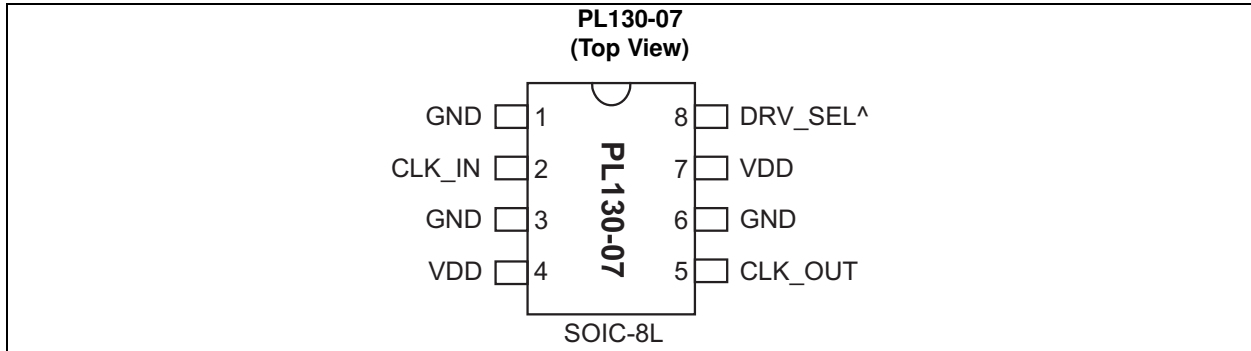 PL130-07
(Top View)
GND 1 8 DRV_SEL^
CLK_IN 2 7 VDD
GND 3 6 GND
VDD 4 5 CLK_OUT
PL130-07
SOIC-8L